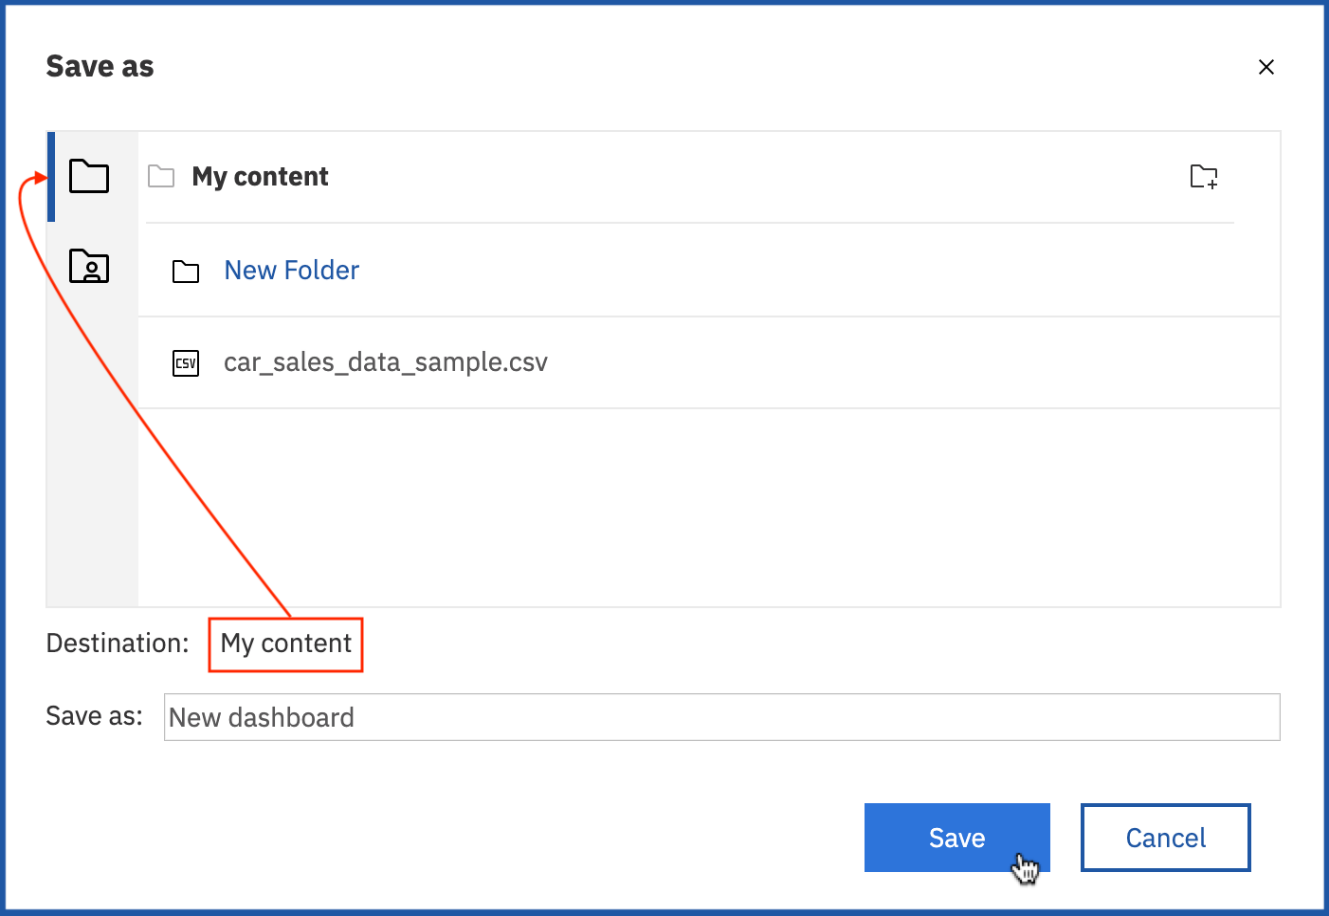 Save as
My content
New Folder
CSV car_sales_data_sample.csv
Destination: My content
Save as: New dashboard
Save Cancel